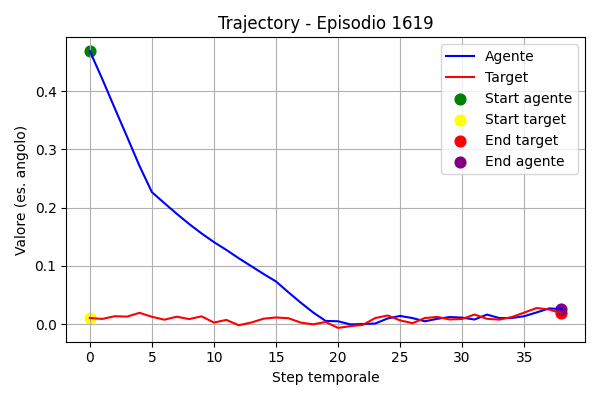 Trajectory - Episodio 1619
Valore (es. angolo)
0.4
0.3
0.2
0.1
0.0
Agente
Target
Start agente
Start target
End target
End agente
0 5 10 15 20 25 30 35
Step temporale